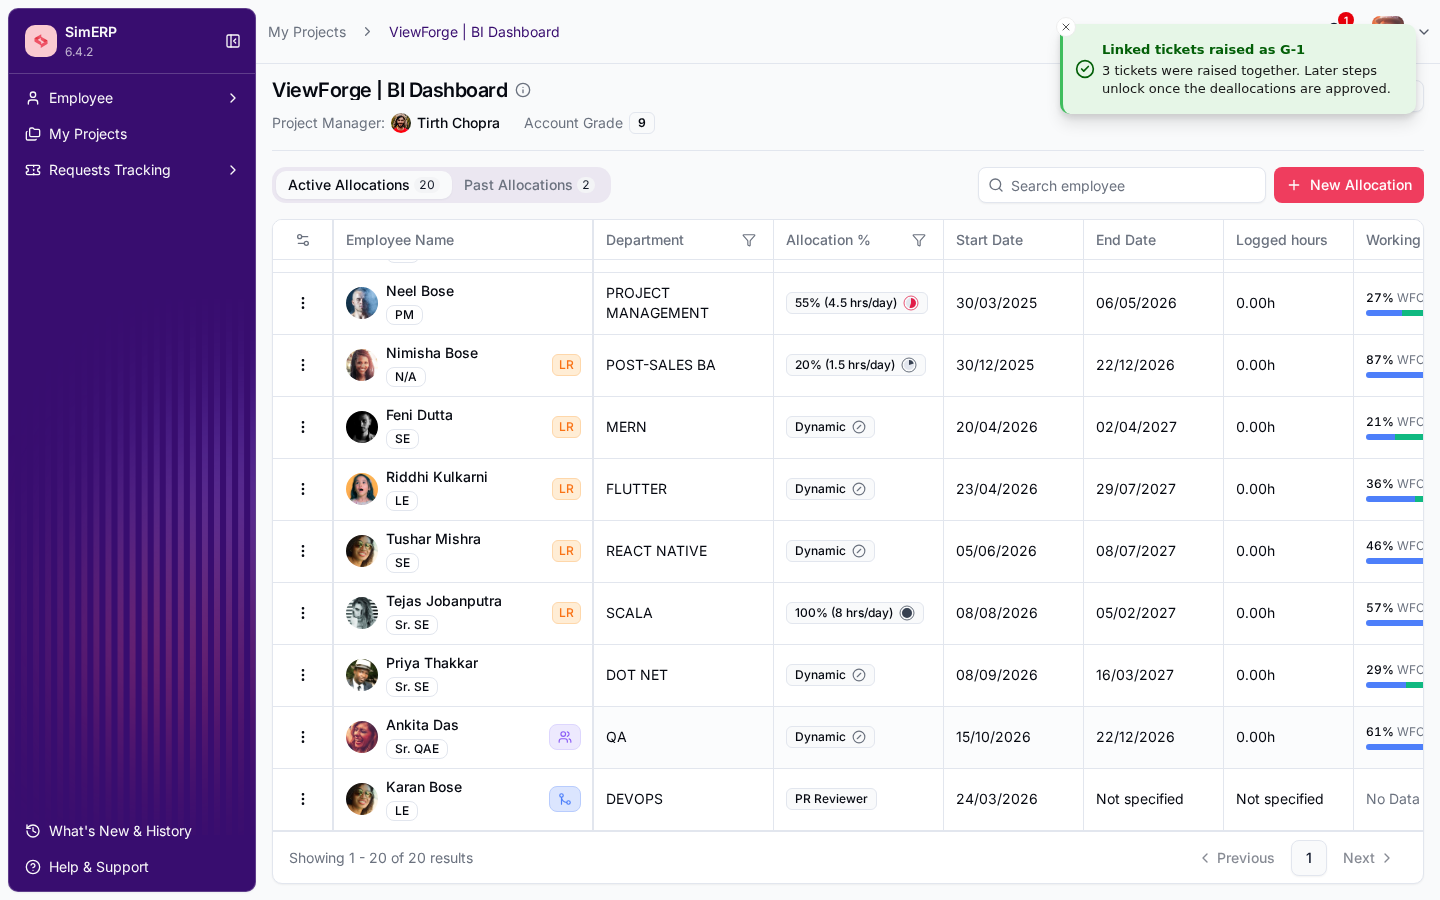 SimERP
6.4.2
Employee
My Projects
Requests Tracking
What's New & History
Help & Support
My Projects
ViewForge | BI Dashboard
1
Linked tickets raised as G-1
3 tickets were raised together. Later steps
unlock once the deallocations are approved.
ViewForge | BI Dashboard
Project Manager:
Tirth Chopra
Account Grade
9
Active Allocations 20
Past Allocations 2
Search employee
New Allocation
Employee Name
Department
Allocation %
Start Date
End Date
Logged hours
Working
Neel Bose
PM
PROJECT
MANAGEMENT
55% (4.5 hrs/day)
30/03/2025
06/05/2026
0.00h
27% WFO
Nimisha Bose
N/A
LR
POST-SALES BA
20% (1.5 hrs/day)
30/12/2025
22/12/2026
0.00h
87% WFO
Feni Dutta
SE
LR
MERN
Dynamic
20/04/2026
02/04/2027
0.00h
21% WFO
Riddhi Kulkarni
LE
LR
FLUTTER
Dynamic
23/04/2026
29/07/2027
0.00h
36% WFO
Tushar Mishra
SE
LR
REACT NATIVE
Dynamic
05/06/2026
08/07/2027
0.00h
46% WFO
Tejas Jobanputra
Sr. SE
LR
SCALA
100% (8 hrs/day)
08/08/2026
05/02/2027
0.00h
57% WFO
Priya Thakkar
Sr. SE
DOT NET
Dynamic
08/09/2026
16/03/2027
0.00h
29% WFO
Ankita Das
Sr. QAE
QA
Dynamic
15/10/2026
22/12/2026
0.00h
61% WFO
Karan Bose
LE
DEVOPS
PR Reviewer
24/03/2026
Not specified
Not specified
No Data
Showing 1 - 20 of 20 results
Previous
1
Next